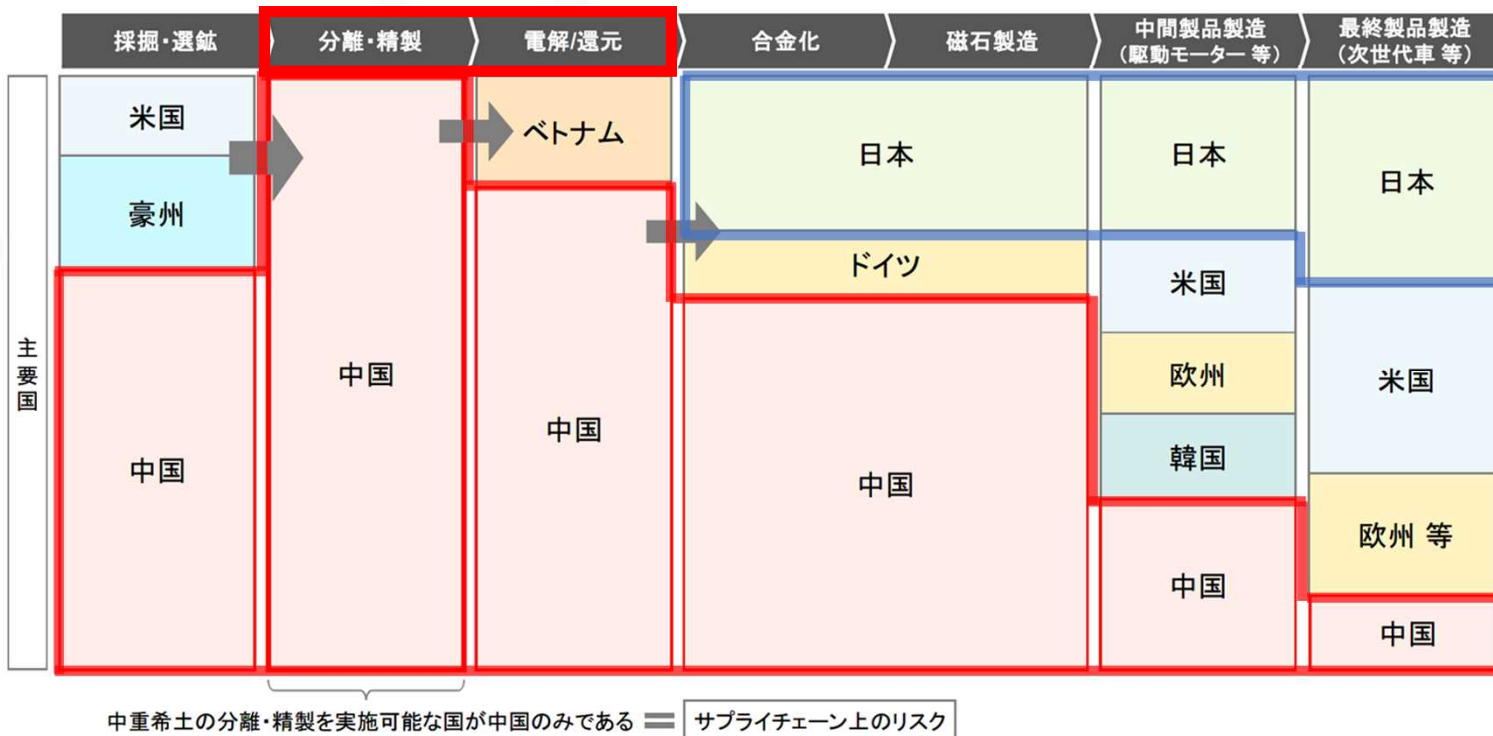 採掘・選鉱
分離・精製
電解/還元
合金化
磁石製造
中間製品製造
(駆動モーター 等)
最終製品製造
(次世代車 等)
主要国
米国
豪州
中国
中国
ベトナム
中国
日本
ドイツ
中国
日本
米国
欧州
韓国
中国
日本
米国
欧州 等
中国
中重希土の分離・精製を実施可能な国が中国のみである
サプライチェーン上のリスク